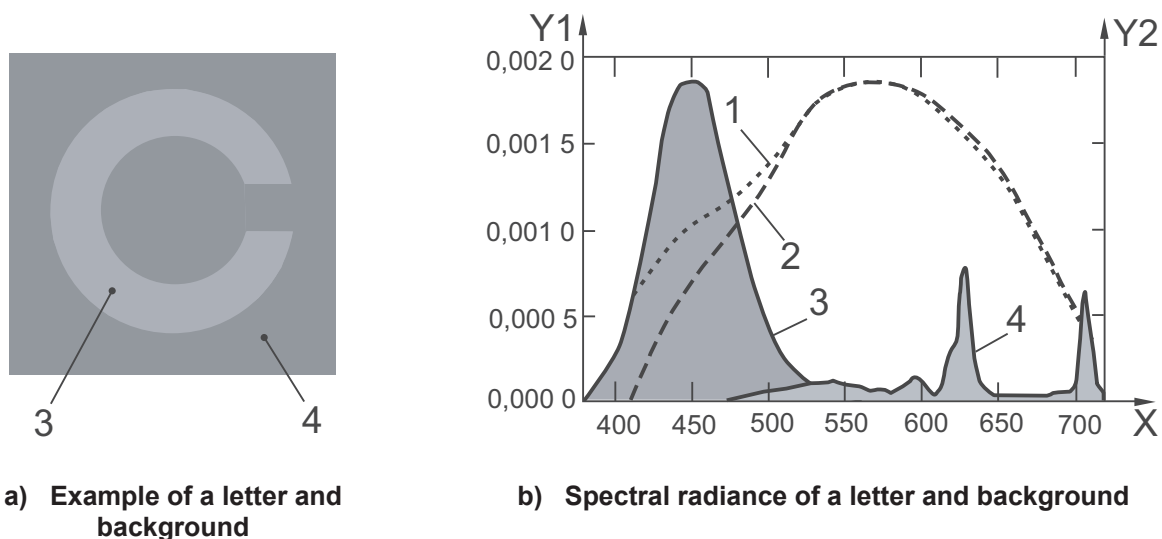 3
4
Y1
Y2
0,002 0
0,001 5
0,001 0
0,000 5
0,000 0
1
2
3
4
400 450 500 550 600 650 700 X
a) Example of a letter and
background
b) Spectral radiance of a letter and background